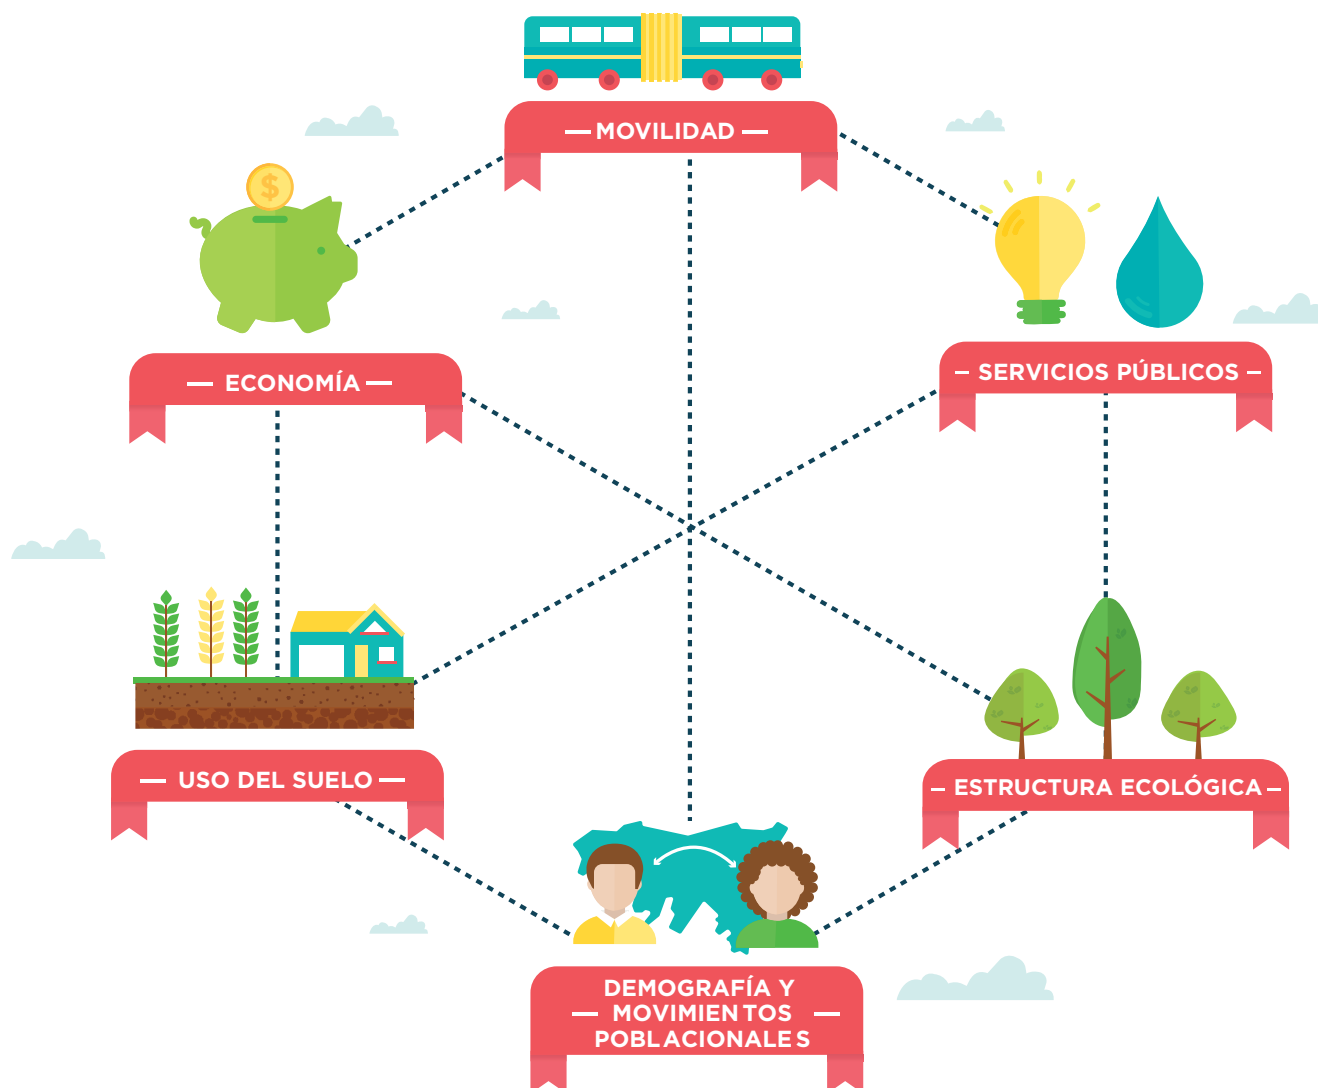 MOVILIDAD
$
ECONOMÍA
SERVICIOS PÚBLICOS
USO DEL SUELO
ESTRUCTURA ECOLÓGICA
DEMOGRAFÍA Y
MOVIMIENTOS
POBLACIONALES